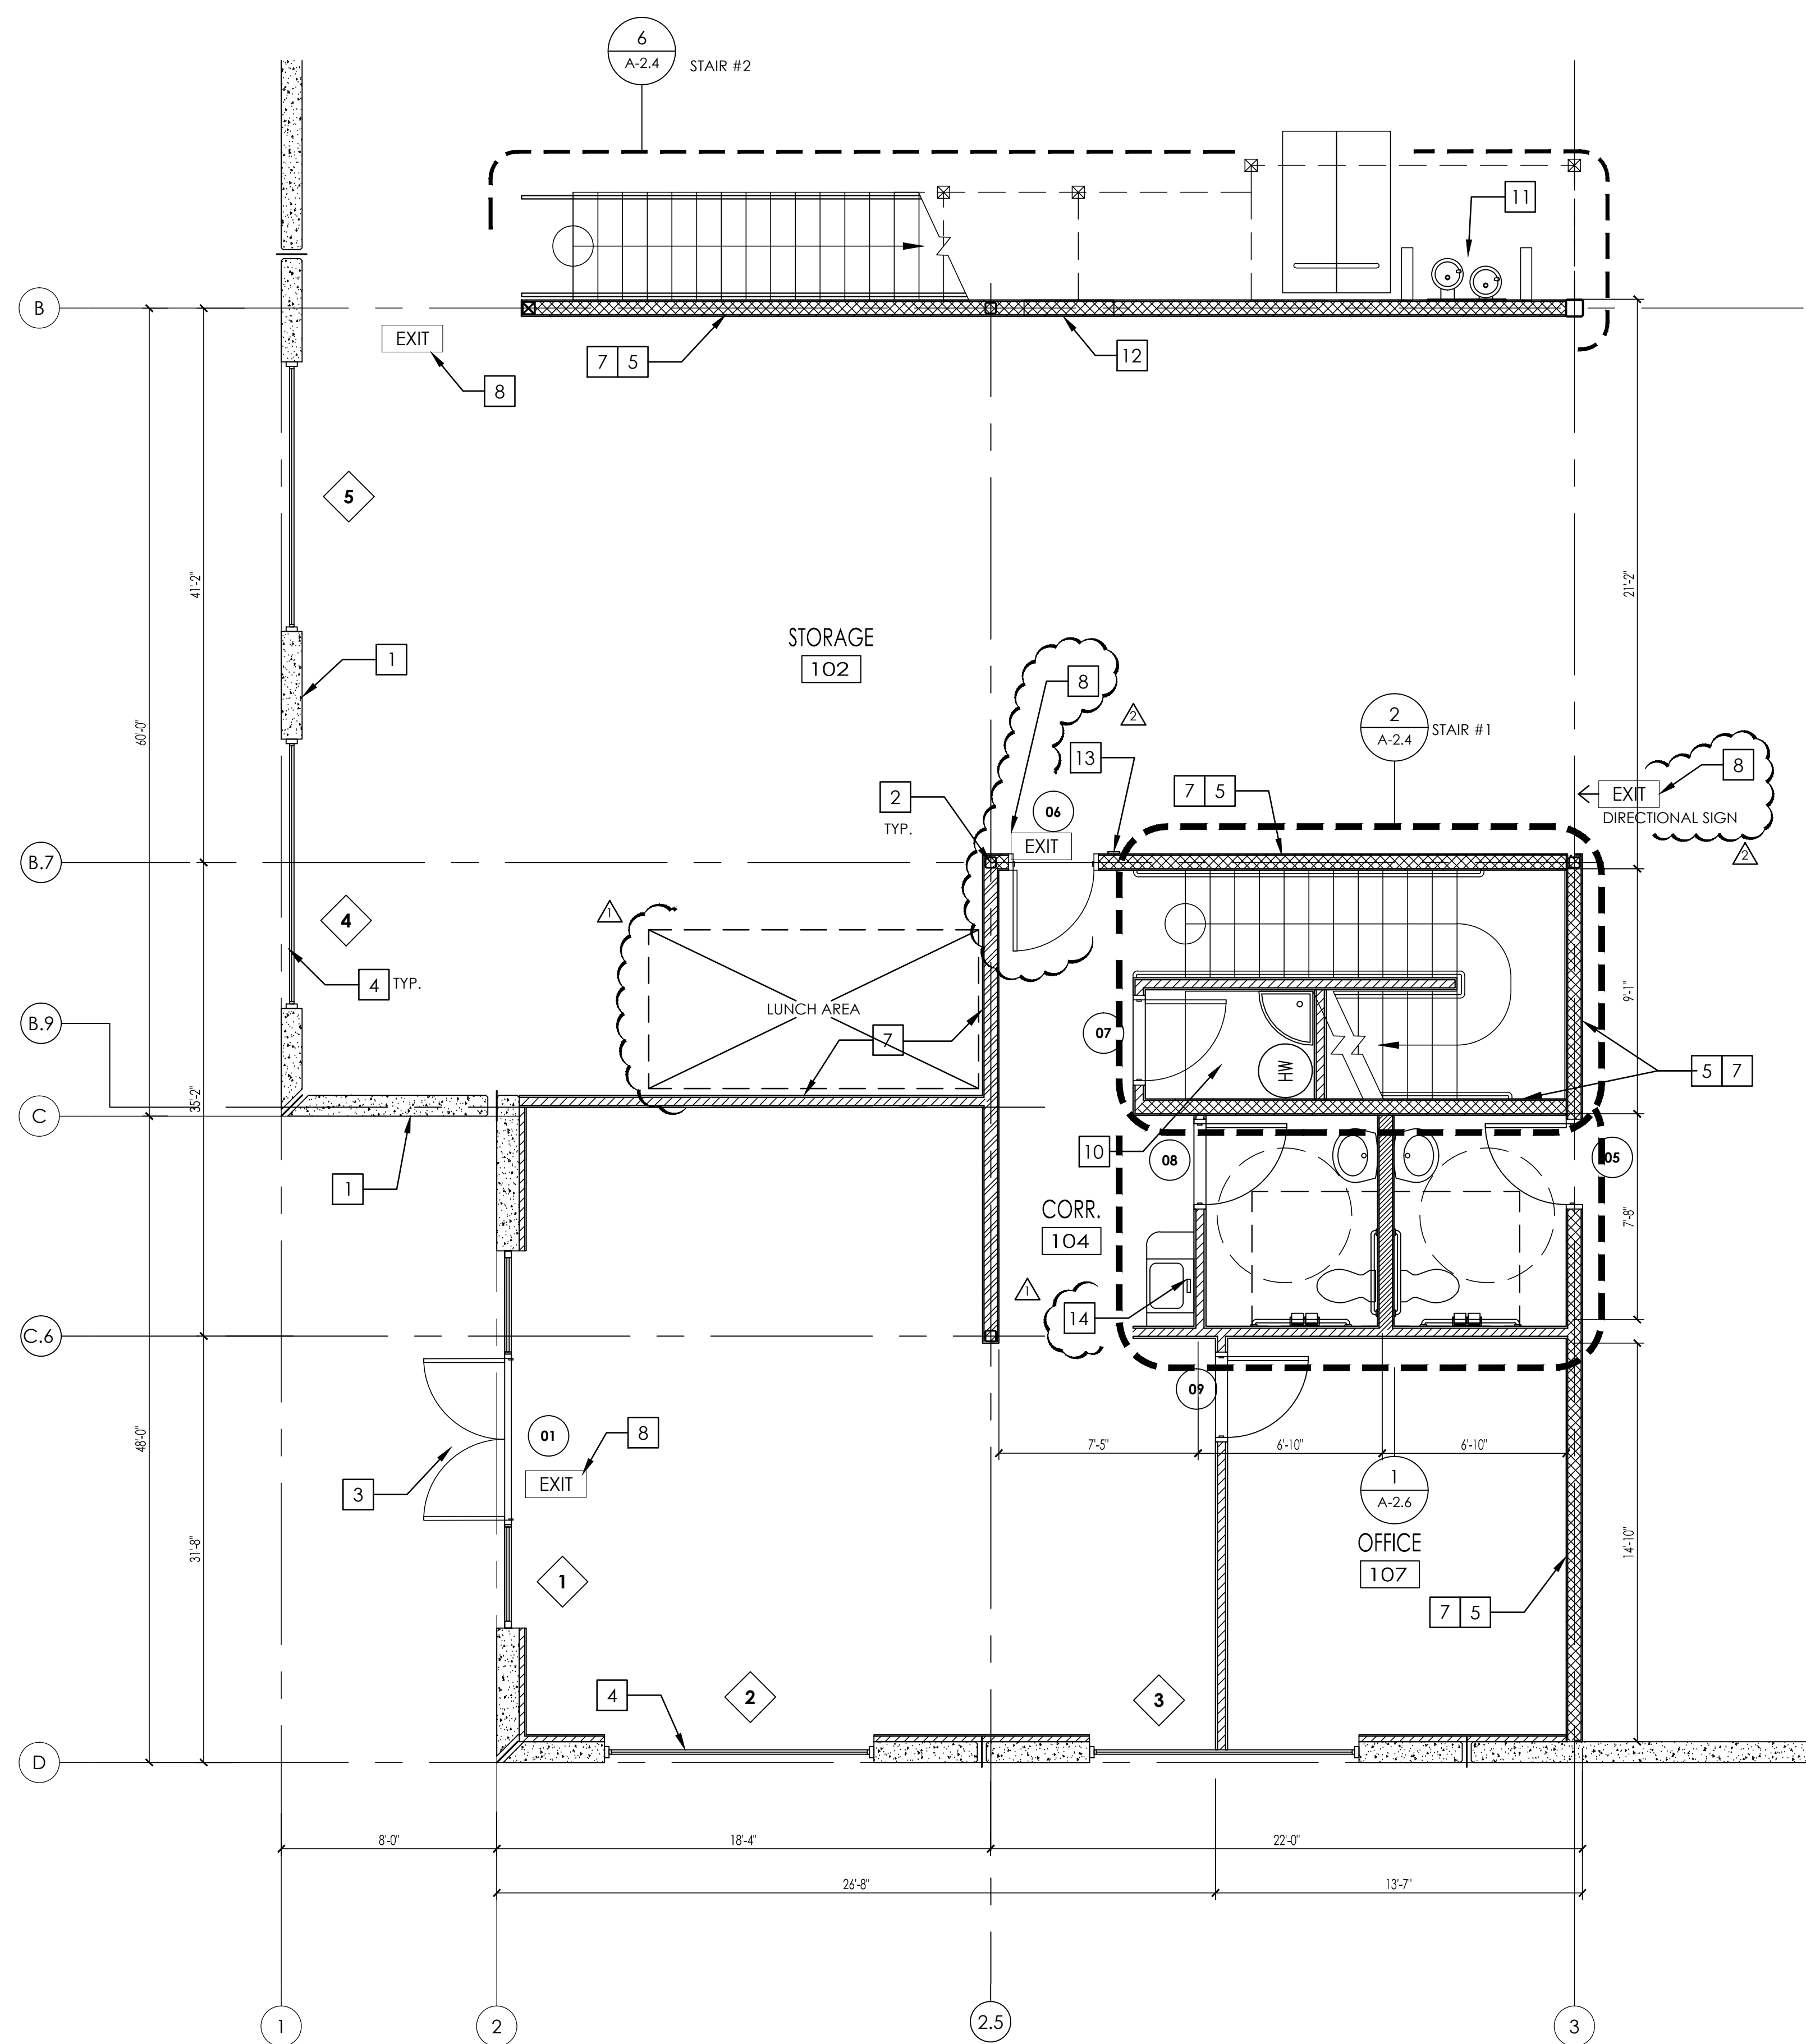 6
A-2.4
STAIR #2
11
B
EXIT
7 5
12
8
5
41'-2"
21'-2"
60'-0"
STORAGE
102
1
8
2
2
A-2.4
STAIR #1
13
8
EXIT
DIRECTIONAL SIGN
2
7 5
2
TYP.
06
EXIT
B.7
4
1
4
TYP.
LUNCH AREA
7
07
HW
9'-1"
B.9
35'-2"
5 7
C
1
10
08
05
CORR.
104
7'-8"
1
14
C.6
09
01
8
EXIT
3
48'-0"
7'-5"
6'-10"
6'-10"
1
A-2.6
OFFICE
107
31'-8"
14'-10"
1
7 5
4
2
3
D
8'-0"
18'-4"
22'-0"
26'-8"
13'-7"
1
2
2.5
3